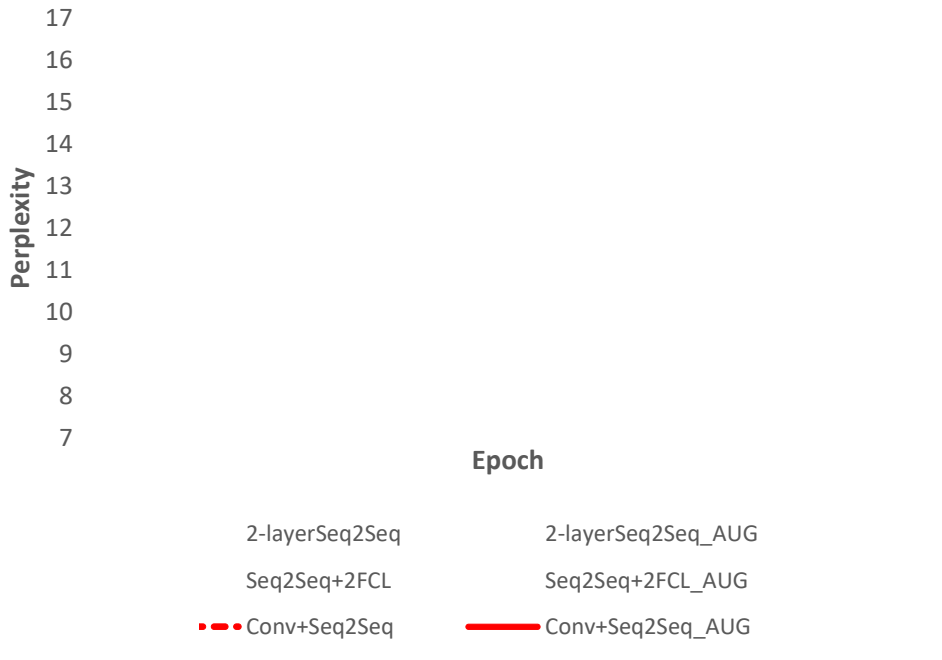 17
16
15
14
13
12
11
10
9
8
7
Perplexity
Epoch
2-layerSeq2Seq 2-layerSeq2Seq_AUG
Seq2Seq+2FCL Seq2Seq+2FCL_AUG
Conv+Seq2Seq Conv+Seq2Seq_AUG